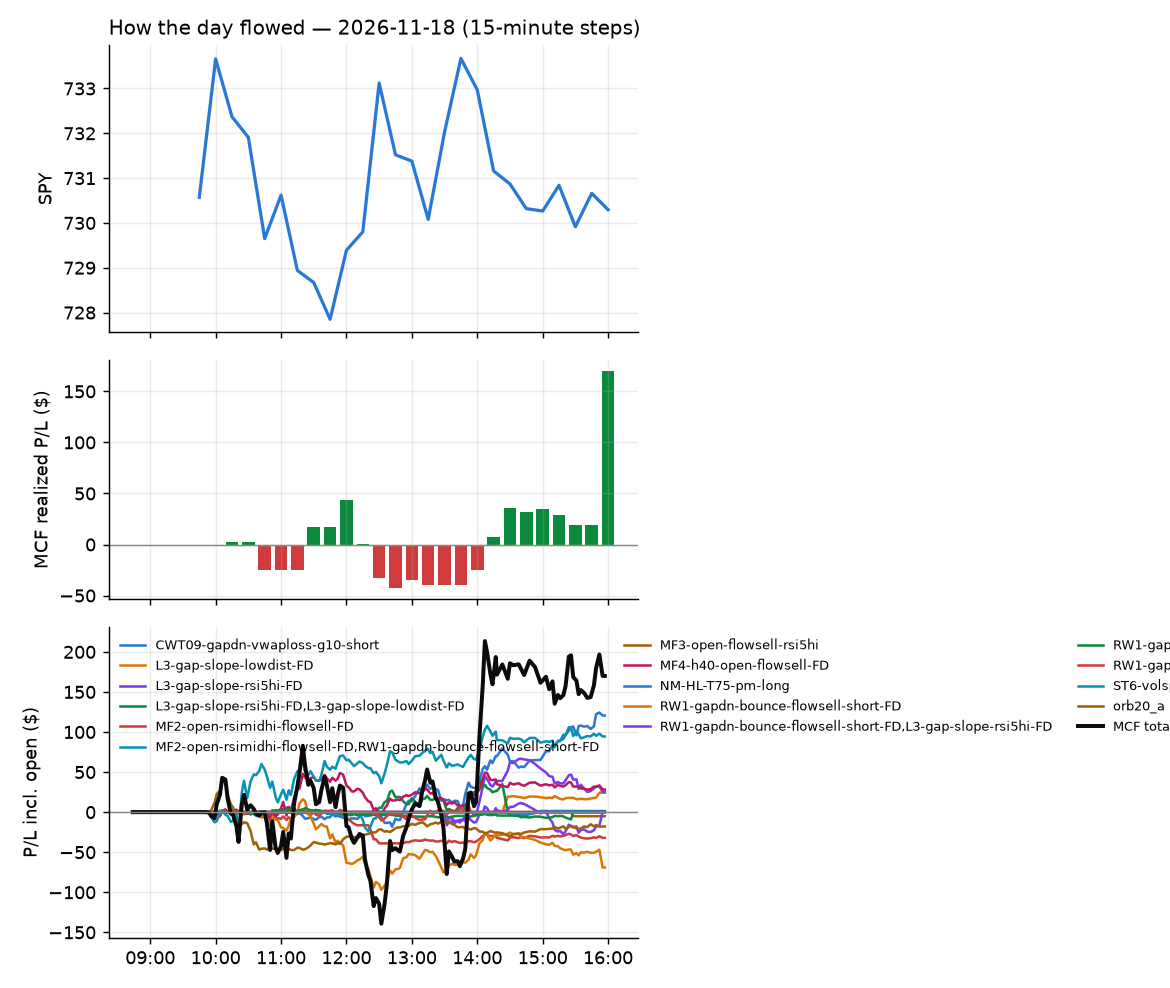 How the day flowed — 2026-11-18 (15-minute steps)
SPY
733
732
731
730
729
728
MCF realized P/L ($)
150
100
50
0
−50
P/L incl. open ($)
200
150
100
50
0
−50
−100
−150
CWT09-gapdn-vwaploss-g10-short
L3-gap-slope-lowdist-FD
L3-gap-slope-rsi5hi-FD
L3-gap-slope-rsi5hi-FD,L3-gap-slope-lowdist-FD
MF2-open-rsimidhi-flowsell-FD
MF2-open-rsimidhi-flowsell-FD,RW1-gapdn-bounce-flowsell-short-FD
MF3-open-flowsell-rsi5hi
MF4-h40-open-flowsell-FD
NM-HL-T75-pm-long
RW1-gapdn-bounce-flowsell-short-FD
RW1-gapdn-bounce-flowsell-short-FD,L3-gap-slope-rsi5hi-FD
RW1-gap
RW1-gap
ST6-vols
orb20_a
MCF tota
09:00 10:00 11:00 12:00 13:00 14:00 15:00 16:00